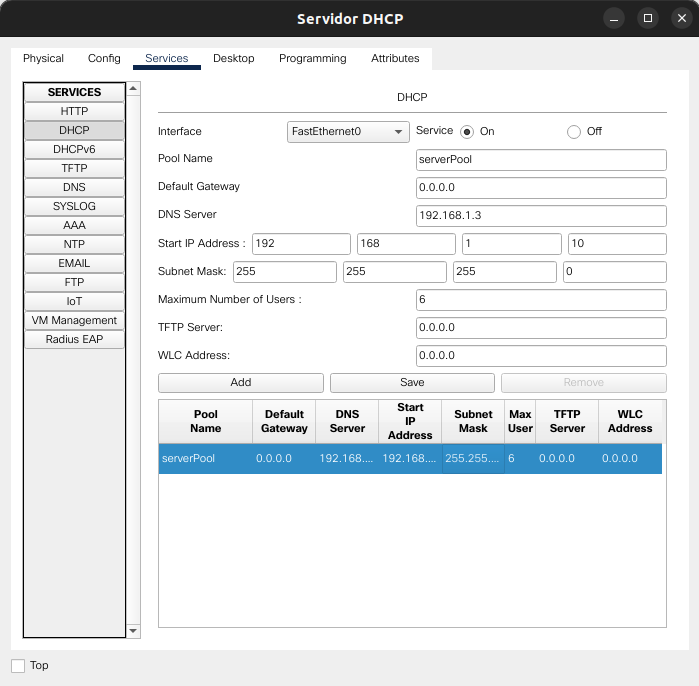 Servidor DHCP
Physical Config Services Desktop Programming Attributes
SERVICES
HTTP
DHCP
DHCPv6
TFTP
DNS
SYSLOG
AAA
NTP
EMAIL
FTP
IoT
VM Management
Radius EAP
DHCP
Interface FastEthernet0 Service On Off
Pool Name serverPool
Default Gateway 0.0.0.0
DNS Server 192.168.1.3
Start IP Address : 192 168 1 10
Subnet Mask: 255 255 255 0
Maximum Number of Users : 6
TFTP Server: 0.0.0.0
WLC Address: 0.0.0.0
Add Save Remove
Pool Name Default Gateway DNS Server Start IP Address Subnet Mask Max User TFTP Server WLC Address
serverPool 0.0.0.0 192.168.... 192.168.... 255.255.... 6 0.0.0.0 0.0.0.0
Top